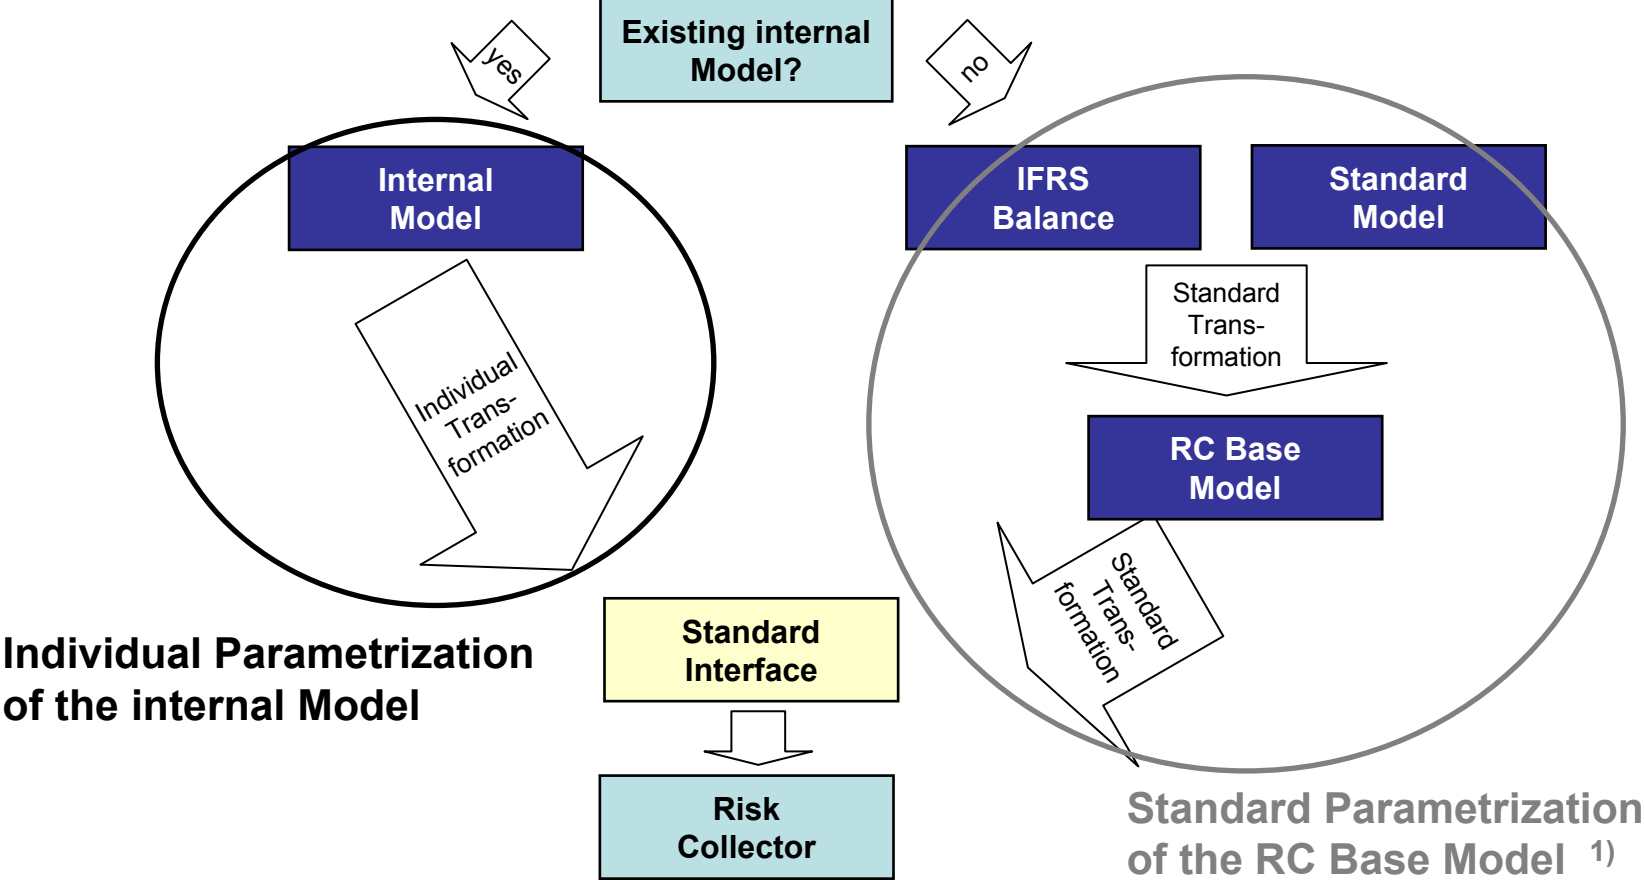 Existing internal
Model?
yes
no
Internal
Model
IFRS
Balance
Standard
Model
Standard
Trans-
formation
Individual
Trans-
formation
RC Base
Model
Standard
Trans-
formation
Standard
Interface
Individual Parametrization
of the internal Model
Risk
Collector
Standard Parametrization
of the RC Base Model 1)